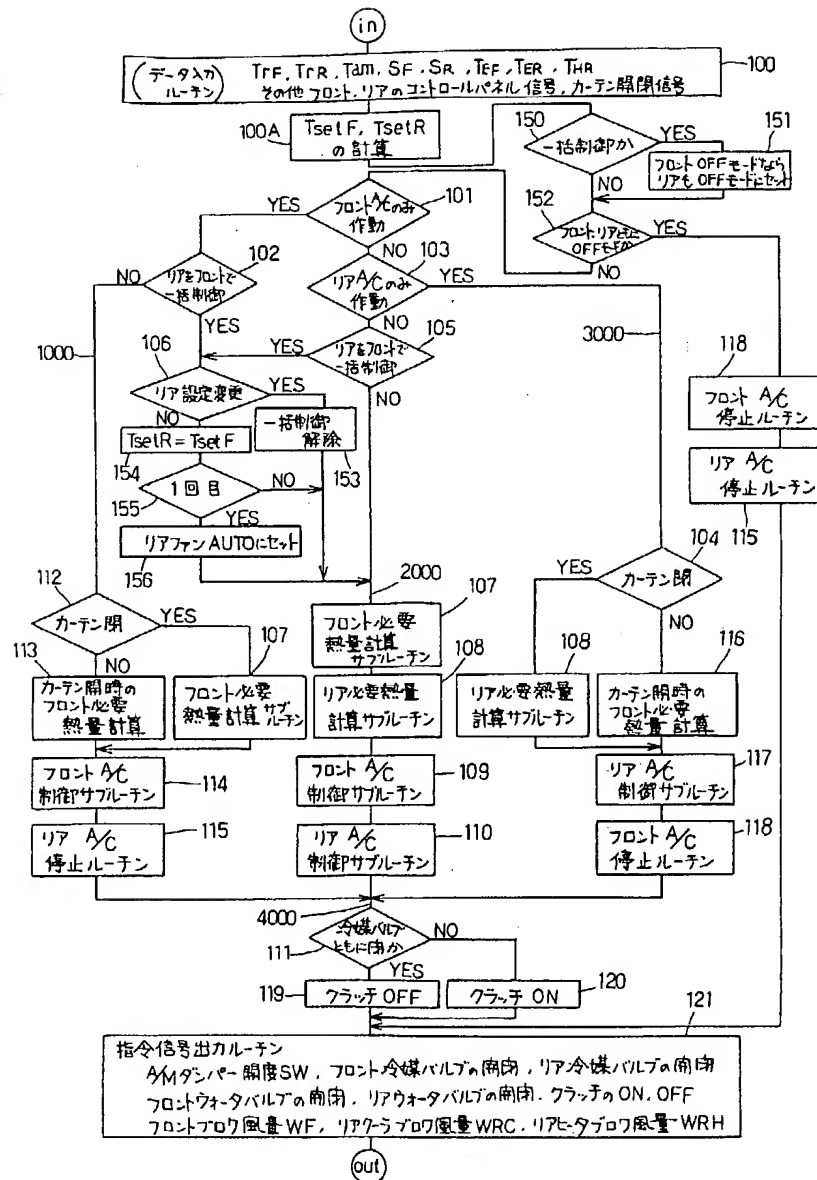 in
(データ入力
ルーチン)
TrF, TrR, Tam, SF, SR, TEF, TER, THR
その他 フロント,リアのコントロールパネル信号,カーテン開閉信号
100
100A
TsetF, TsetR
の計算
150
一括制御か
YES
NO
151
フロントOFFモードなら
リアもOFFモードにセット
152
フロント・リアともに
OFFモードか
YES
NO
101
フロントA/Cのみ
作動
YES
NO
102
リアをフロントで
一括制御
NO
YES
103
リアA/Cのみ
作動
YES
NO
105
リアをフロントで
一括制御
YES
NO
1000
3000
106
リア設定変更
YES
NO
一括制御
解除
153
TsetR=TsetF
154
1回目
155
NO
YES
リアファンAUTOにセット
156
2000
118
フロント A/C
停止ルーチン
リア A/C
停止ルーチン
115
104
カーテン閉
YES
NO
112
カーテン閉
YES
NO
113
カーテン開時の
フロント必要
熱量計算
107
フロント必要
熱量計算サブルーチン
107
フロント必要
熱量計算
サブルーチン
108
リア必要熱量
計算サブルーチン
108
リア必要熱量
計算サブルーチン
116
カーテン開時の
フロント必要
熱量計算
フロント A/C
制御サブルーチン
114
フロント A/C
制御サブルーチン
109
リア A/C
制御サブルーチン
117
リア A/C
停止ルーチン
115
リア A/C
制御サブルーチン
110
フロント A/C
停止ルーチン
118
4000
冷媒バルブ
ともに閉か
111
NO
YES
119
クラッチOFF
クラッチON
120
121
指令信号出力ルーチン
A/Mダンパー開度SW, フロント冷媒バルブの開閉, リア冷媒バルブの開閉
フロントウォータバルブの開閉, リアウォータバルブの開閉, クラッチのON, OFF
フロントブロワ風量WF, リアクーラブロワ風量WRC, リアヒータブロワ風量WRH
out